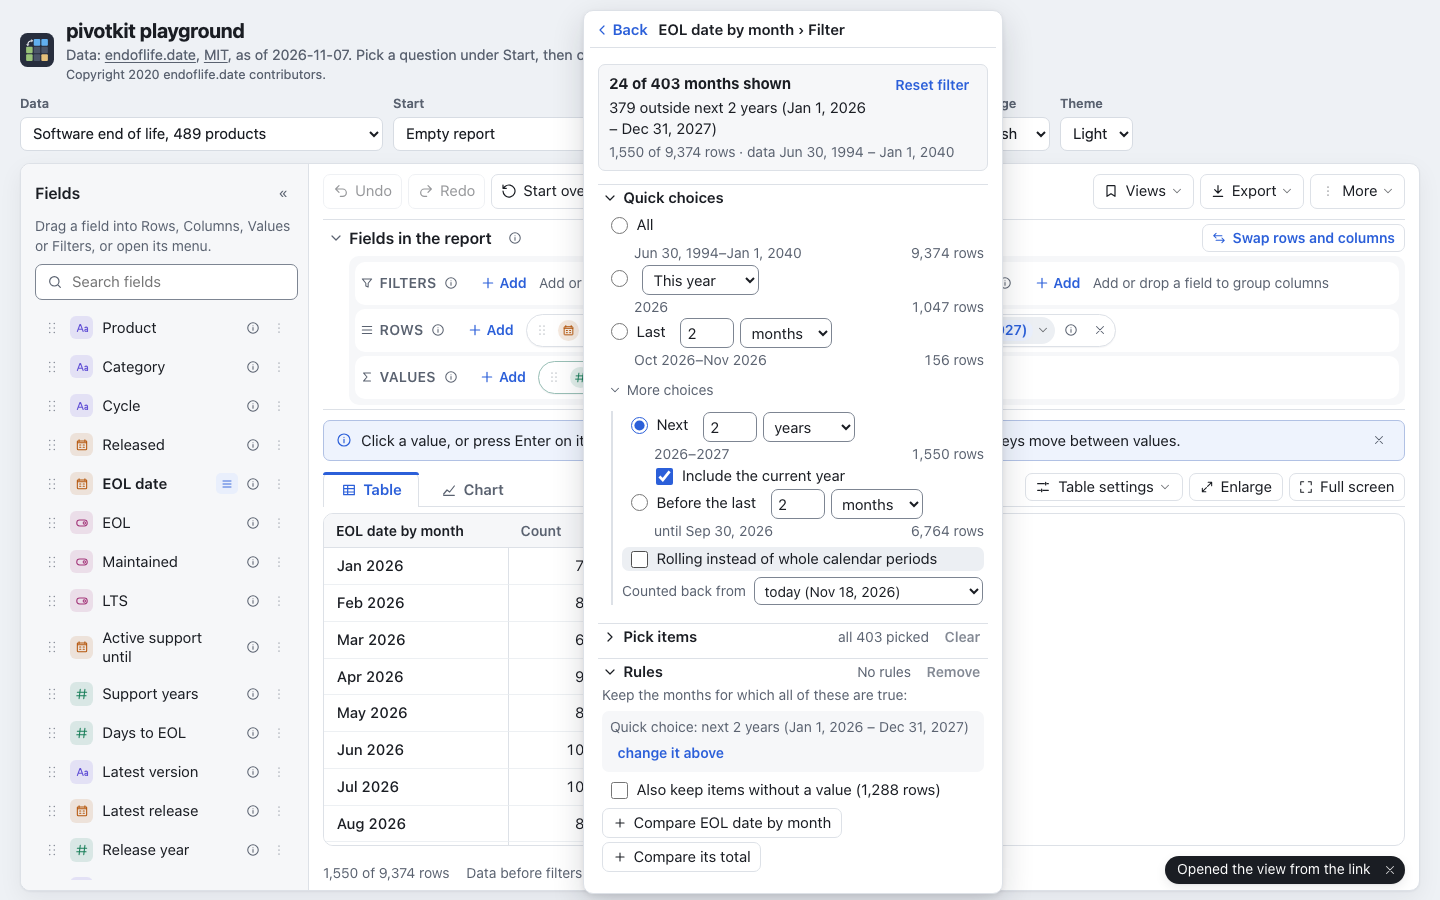 pivotkit playground
Data: endoflife.date, MIT, as of 2026-11-07. Pick a question under Start, then c
Copyright 2020 endoflife.date contributors.
Data
Software end of life, 489 products
Start
Empty report
ge
sh
Theme
Light
Fields
«
Drag a field into Rows, Columns, Values
or Filters, or open its menu.
Search fields
Aa Product
Aa Category
Aa Cycle
Released
EOL date
EOL
Maintained
LTS
Active support
until
Support years
Days to EOL
Aa Latest version
Latest release
Release year
Undo
Redo
Start ove
Views
Export
More
Fields in the report
Swap rows and columns
FILTERS
+ Add
Add or
+ Add
Add or drop a field to group columns
ROWS
+ Add
027)
VALUES
+ Add
Click a value, or press Enter on it
eys move between values.
Table
Chart
Table settings
Enlarge
Full screen
EOL date by month
Count
Jan 2026
7
Feb 2026
8
Mar 2026
6
Apr 2026
9
May 2026
8
Jun 2026
10
Jul 2026
10
Aug 2026
8
1,550 of 9,374 rows
Data before filters
Back
EOL date by month › Filter
24 of 403 months shown
Reset filter
379 outside next 2 years (Jan 1, 2026
– Dec 31, 2027)
1,550 of 9,374 rows · data Jun 30, 1994 – Jan 1, 2040
Quick choices
All
Jun 30, 1994–Jan 1, 2040
9,374 rows
This year
2026
1,047 rows
Last
2
months
Oct 2026–Nov 2026
156 rows
More choices
Next
2
years
2026–2027
1,550 rows
Include the current year
Before the last
2
months
until Sep 30, 2026
6,764 rows
Rolling instead of whole calendar periods
Counted back from
today (Nov 18, 2026)
Pick items
all 403 picked
Clear
Rules
No rules
Remove
Keep the months for which all of these are true:
Quick choice: next 2 years (Jan 1, 2026 – Dec 31, 2027)
change it above
Also keep items without a value (1,288 rows)
+ Compare EOL date by month
+ Compare its total
Opened the view from the link